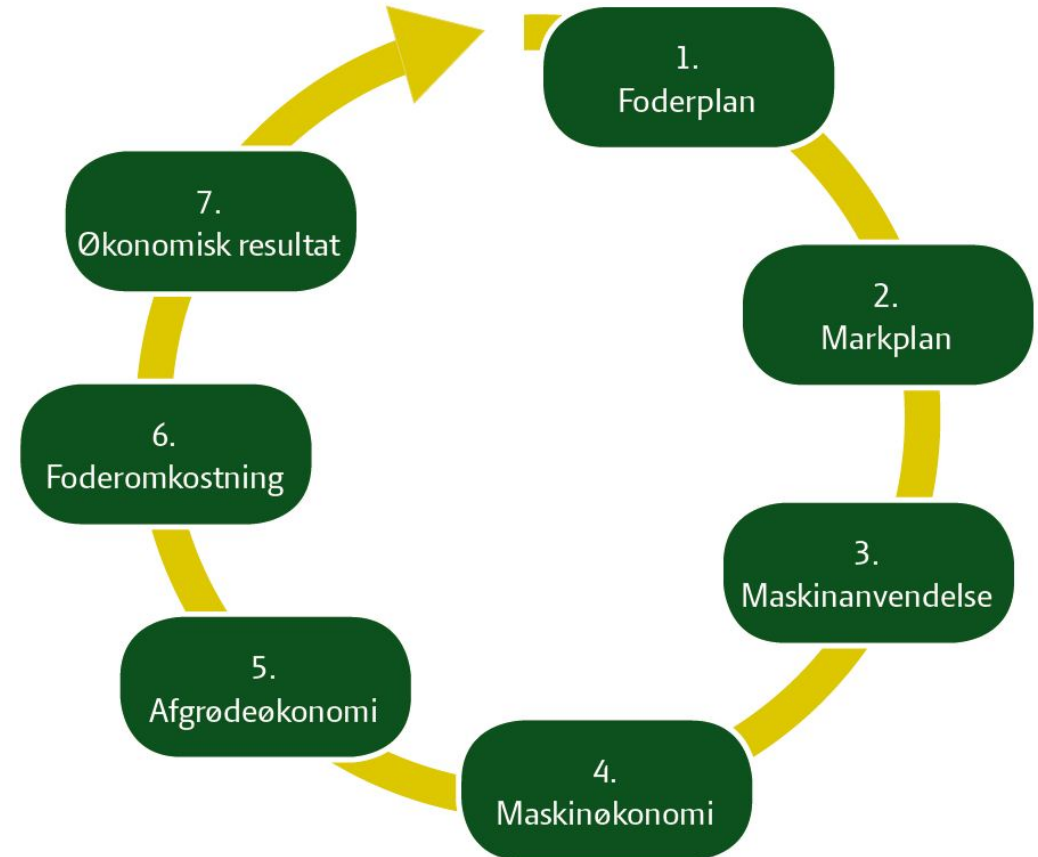 1.
Foderplan
2.
Markplan
3.
Maskinanvendelse
4.
Maskinøkonomi
5.
Afgrødeøkonomi
6.
Foderomkostning
7.
Økonomisk resultat